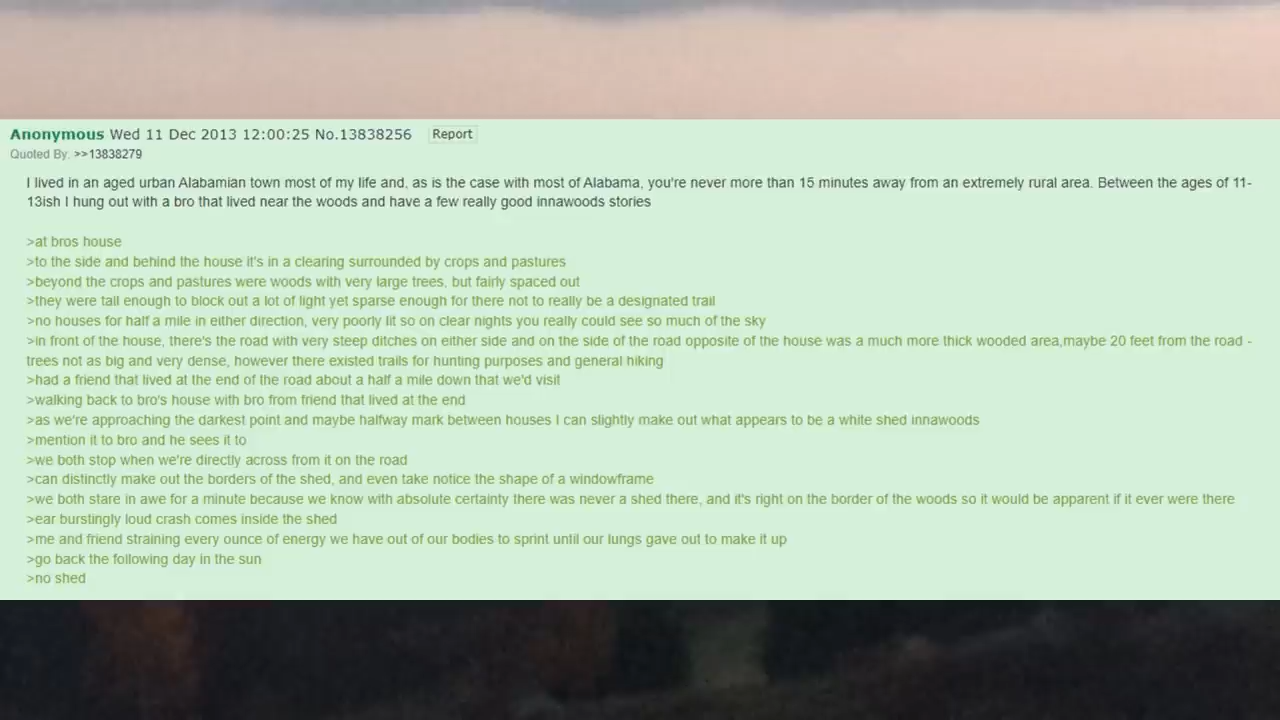 Anonymous Wed 11 Dec 2013 12:00:25 No.13838256 Report
Quoted By: >>13838279
I lived in an aged urban Alabamian town most of my life and, as is the case with most of Alabama, you're never more than 15 minutes away from an extremely rural area. Between the ages of 11-
13ish I hung out with a bro that lived near the woods and have a few really good innawoods stories
>at bros house
>to the side and behind the house it's in a clearing surrounded by crops and pastures
>beyond the crops and pastures were woods with very large trees, but fairly spaced out
>they were tall enough to block out a lot of light yet sparse enough for there not to really be a designated trail
>no houses for half a mile in either direction, very poorly lit so on clear nights you really could see so much of the sky
>in front of the house, there's the road with very steep ditches on either side and on the side of the road opposite of the house was a much more thick wooded area,maybe 20 feet from the road -
trees not as big and very dense, however there existed trails for hunting purposes and general hiking
>had a friend that lived at the end of the road about a half a mile down that we'd visit
>walking back to bro's house with bro from friend that lived at the end
>as we're approaching the darkest point and maybe halfway mark between houses I can slightly make out what appears to be a white shed innawoods
>mention it to bro and he sees it to
>we both stop when we're directly across from it on the road
>can distinctly make out the borders of the shed, and even take notice the shape of a windowframe
>we both stare in awe for a minute because we know with absolute certainty there was never a shed there, and it's right on the border of the woods so it would be apparent if it ever were there
>ear burstingly loud crash comes inside the shed
>me and friend straining every ounce of energy we have out of our bodies to sprint until our lungs gave out to make it up
>go back the following day in the sun
>no shed